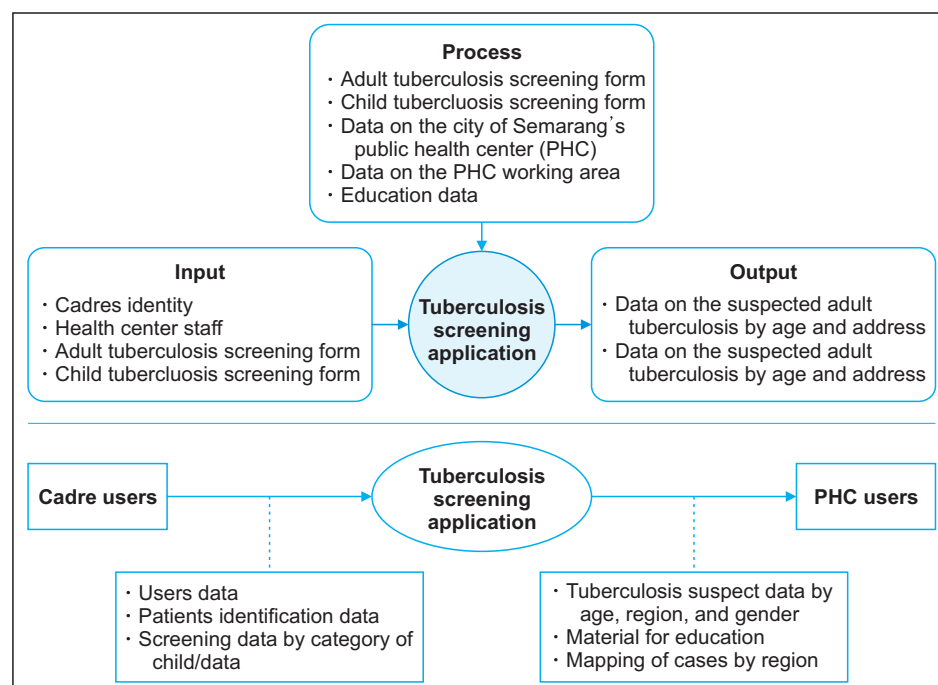 Process
· Adult tuberculosis screening form
· Child tubercluosis screening form
· Data on the city of Semarang's
public health center (PHC)
· Data on the PHC working area
· Education data
Input
· Cadres identity
· Health center staff
· Adult tuberculosis screening form
· Child tubercluosis screening form
Tuberculosis
screening
application
Output
· Data on the suspected adult
tuberculosis by age and address
· Data on the suspected adult
tuberculosis by age and address
Cadre users
Tuberculosis
screening
application
PHC users
· Users data
· Patients identification data
· Screening data by category of
child/data
· Tuberculosis suspect data by
age, region, and gender
· Material for education
· Mapping of cases by region